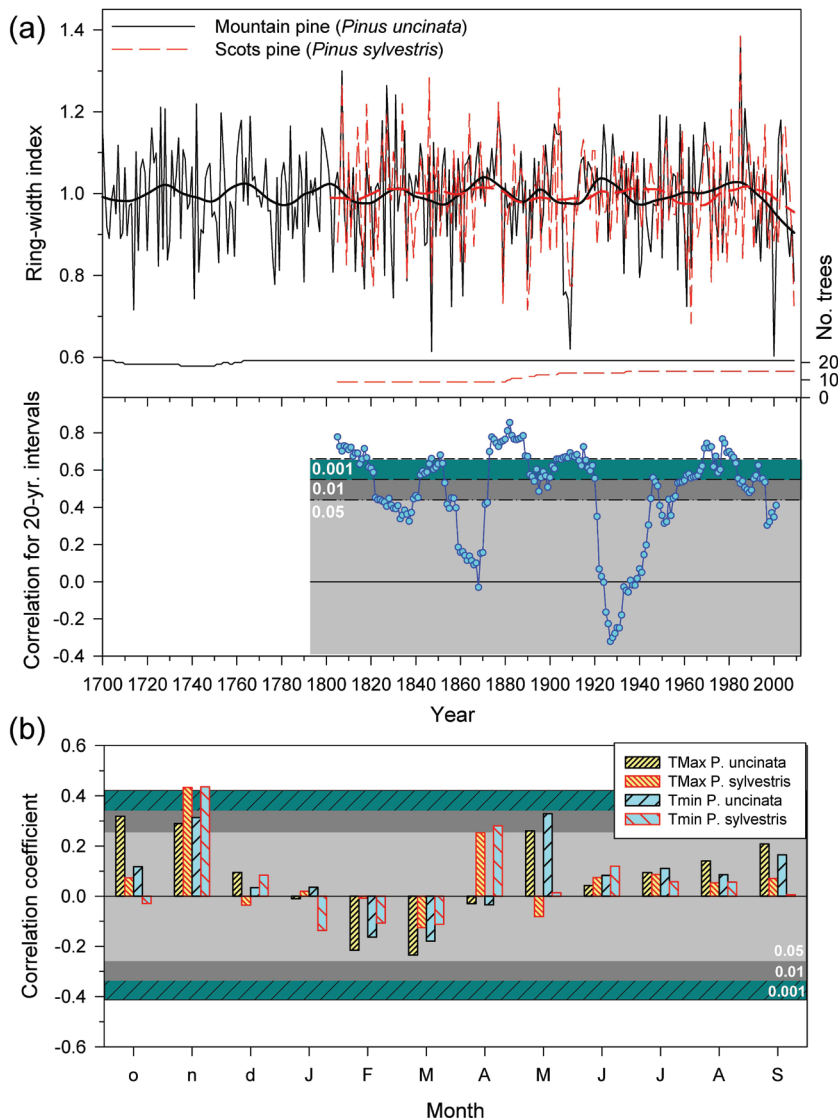 (a)
Mountain pine (Pinus uncinata)
Scots pine (Pinus sylvestris)
1.4
1.2
1.0
0.8
0.6
Ring-width index
No. trees
20
10
0
0.8
0.6
0.4
0.2
0.0
-0.2
-0.4
Correlation for 20-yr. intervals
0.001
0.01
0.05
1700 1720 1740 1760 1780 1800 1820 1840 1860 1880 1900 1920 1940 1960 1980 2000
Year
(b)
0.6
0.4
0.2
0.0
-0.2
-0.4
-0.6
Correlation coefficient
TMax P. uncinata
TMax P. sylvestris
Tmin P. uncinata
Tmin P. sylvestris
0.05
0.01
0.001
o n d J F M A M J J A S
Month